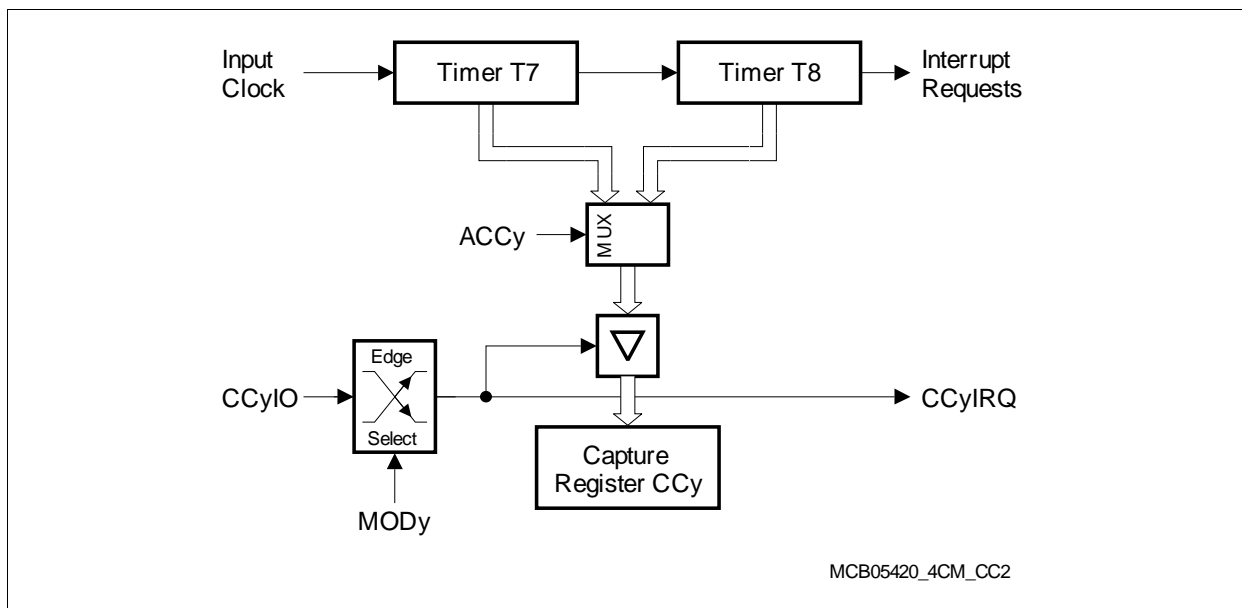 Input
Clock
Timer T7
Timer T8
Interrupt
Requests
ACCy
MUX
Edge
Select
CCyIO
CCyIRQ
Capture
Register CCy
MODy
MCB05420_4CM_CC2